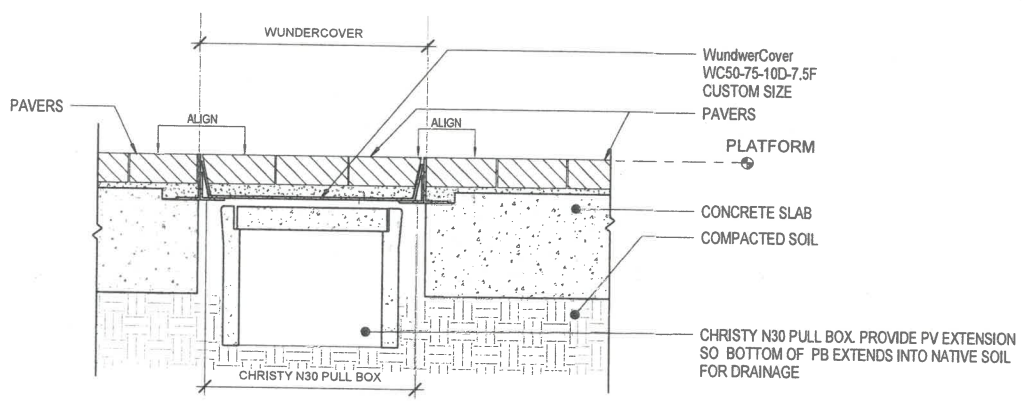 WUNDERCOVER
WundwerCover
WC50-75-10D-7.5F
CUSTOM SIZE
PAVERS
ALIGN
ALIGN
PAVERS
PLATFORM
CONCRETE SLAB
COMPACTED SOIL
CHRISTY N30 PULL BOX. PROVIDE PV EXTENSION
SO BOTTOM OF PB EXTENDS INTO NATIVE SOIL
FOR DRAINAGE
CHRISTY N30 PULL BOX